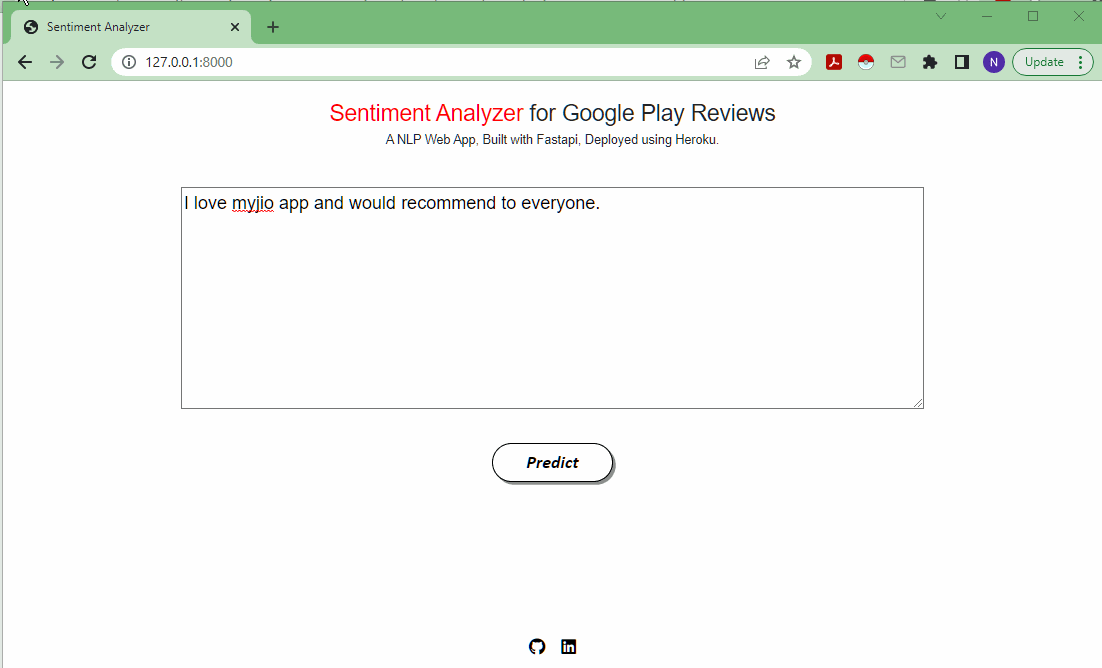 Sentiment Analyzer
127.0.0.1:8000
N
Update
Sentiment Analyzer for Google Play Reviews
A NLP Web App, Built with Fastapi, Deployed using Heroku.
I love myjio app and would recommend to everyone.
Predict
in